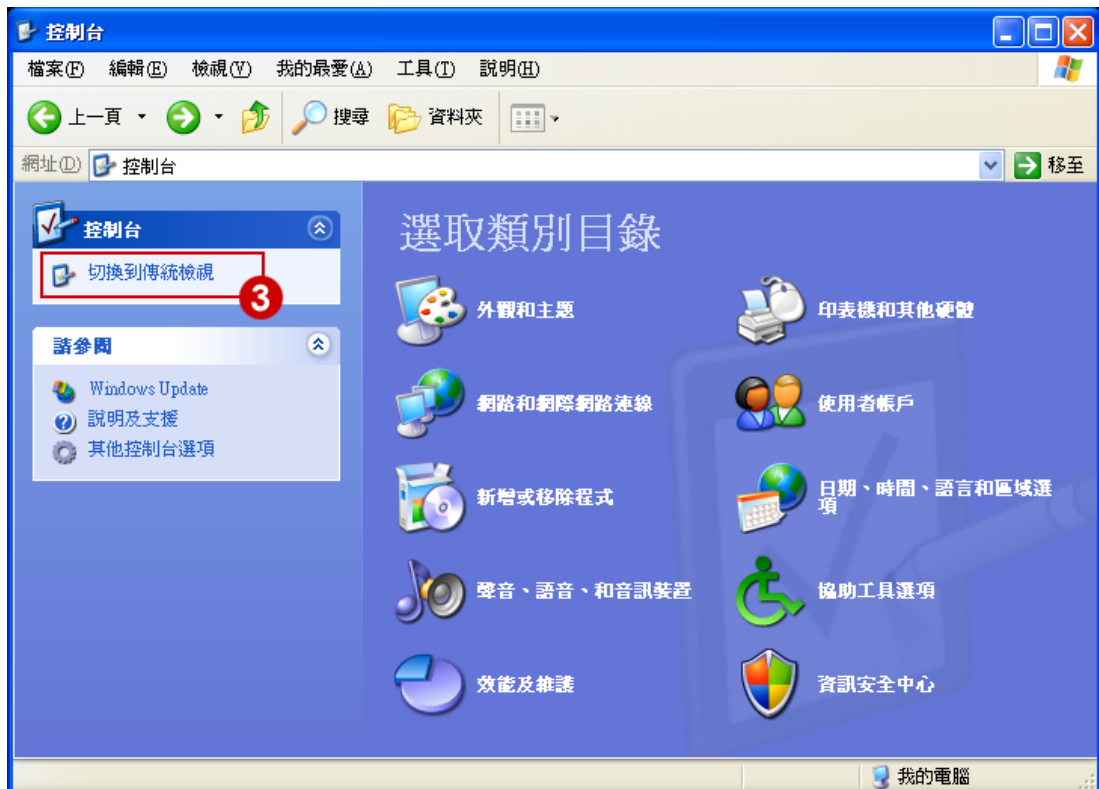 控制台
檔案(F) 編輯(E) 檢視(V) 我的最愛(A) 工具(T) 說明(H)
上一頁 搜尋 資料夾
網址(D) 控制台 移至
控制台
切換到傳統檢視
3
請參閱
Windows Update
說明及支援
其他控制台選項
選取類別目錄
外觀和主題
印表機和其他硬體
網路和網際網路連線
使用者帳戶
新增或移除程式
日期、時間、語言和區域選
項
聲音、語音、和音訊裝置
協助工具選項
效能及維護
資訊安全中心
我的電腦